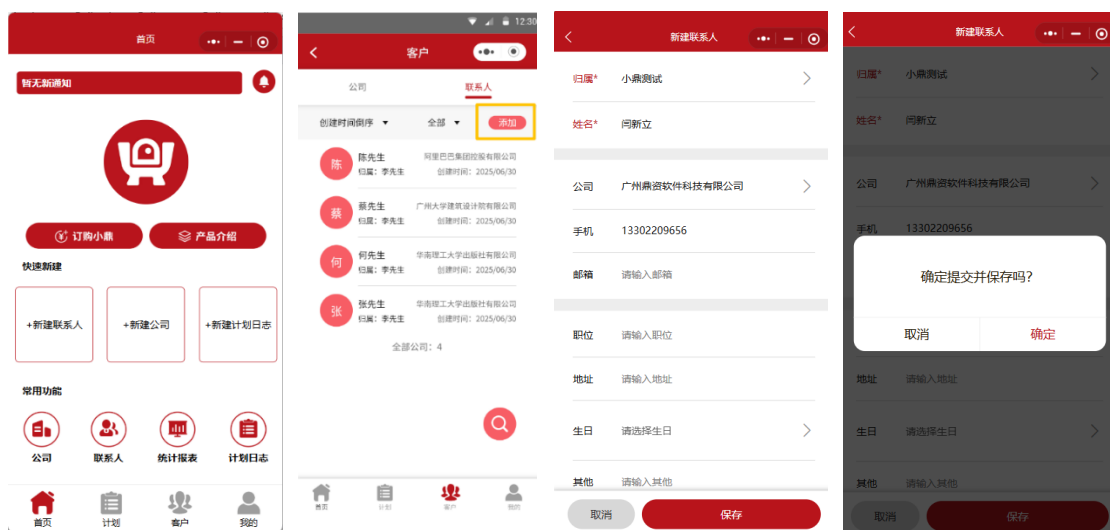 首页
暂无新通知
订购小鼎
产品介绍
快速新建
+新建联系人
+新建公司
+新建计划日志
常用功能
公司
联系人
统计报表
计划日志
首页
计划
客户
我的
12:30
客户
公司
联系人
创建时间倒序
全部
添加
陈
陈先生
阿里巴巴集团控股有限公司
归属：李先生
创建时间：2025/06/30
蔡
蔡先生
广州大学建筑设计院有限公司
归属：李先生
创建时间：2025/06/30
何
何先生
华南理工大学出版社有限公司
归属：李先生
创建时间：2025/06/30
张
张先生
华南理工大学出版社有限公司
归属：李先生
创建时间：2025/06/30
全部公司：4
首页
计划
客户
我的
新建联系人
归属*
小鼎测试
姓名*
闫新立
公司
广州鼎资软件科技有限公司
手机
13302209656
邮箱
请输入邮箱
职位
请输入职位
地址
请输入地址
生日
请选择生日
其他
请输入其他
取消
保存
新建联系人
归属*
小鼎测试
姓名*
闫新立
公司
广州鼎资软件科技有限公司
手机
13302209656
确定提交并保存吗?
取消
确定
地址
请输入地址
生日
请选择生日
其他
请输入其他
取消
保存